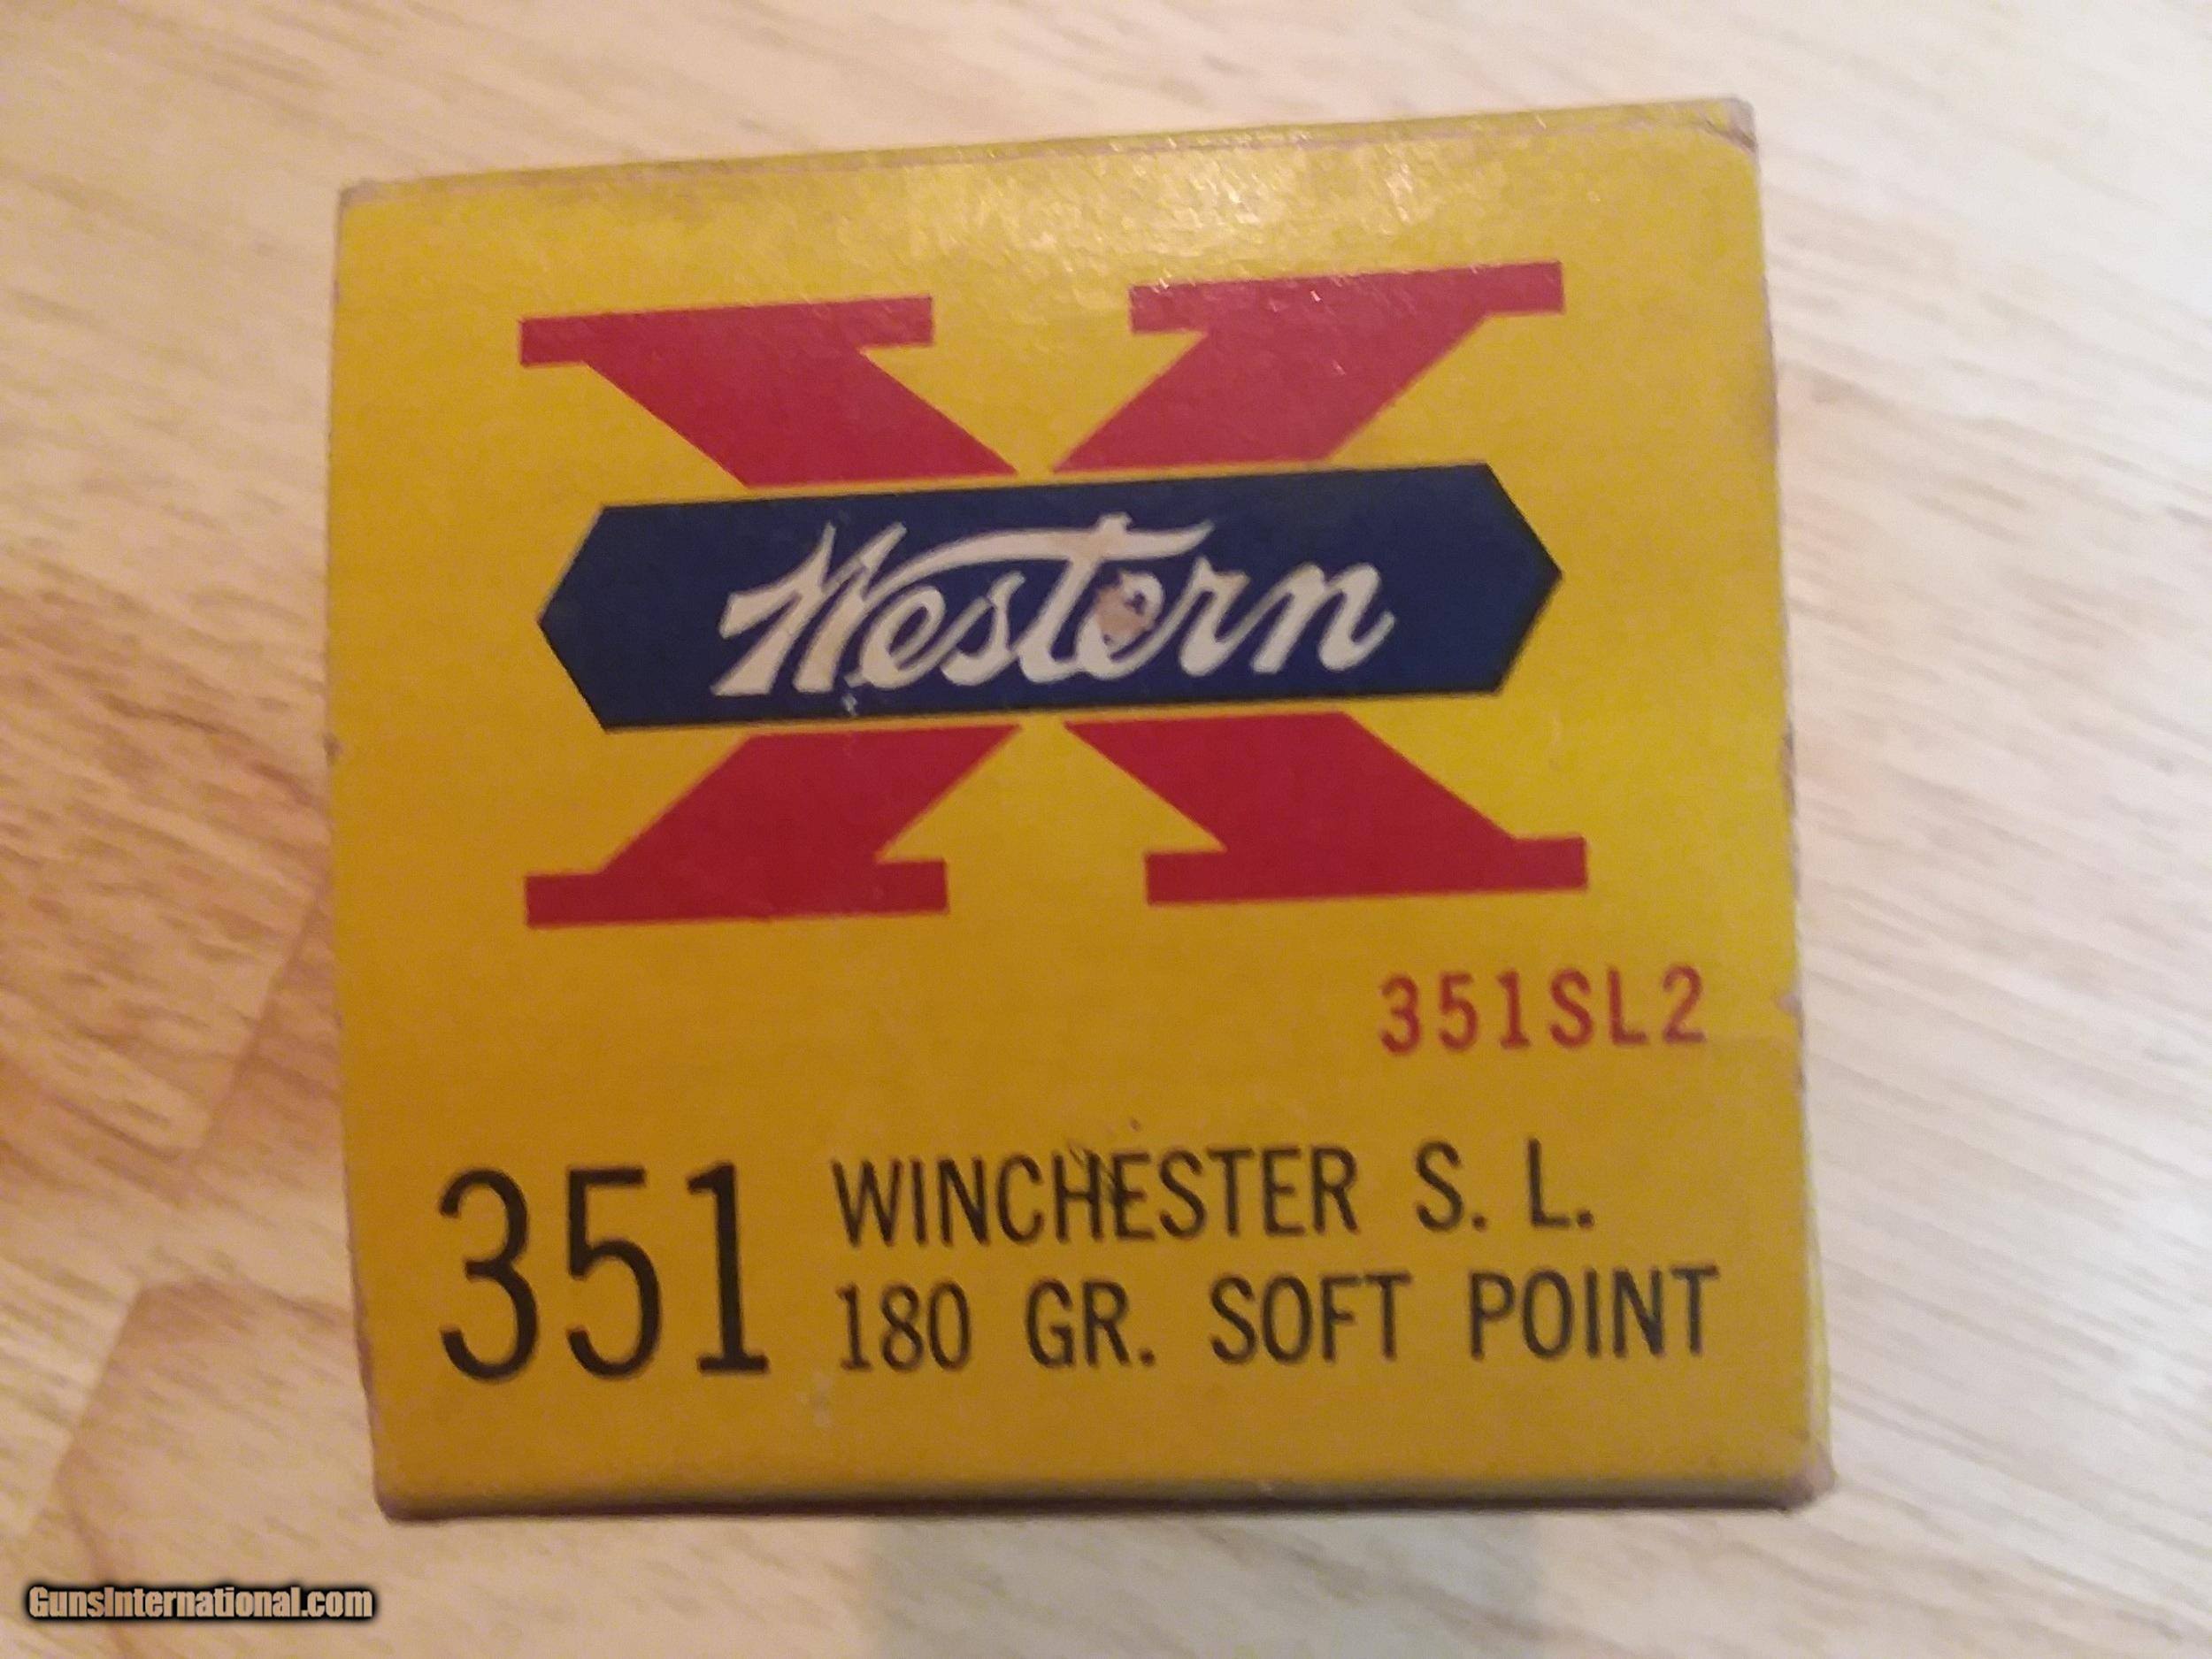 X
Western
351SL2
351 WINCHESTER S. L.
180 GR. SOFT POINT
GunsInternational.com